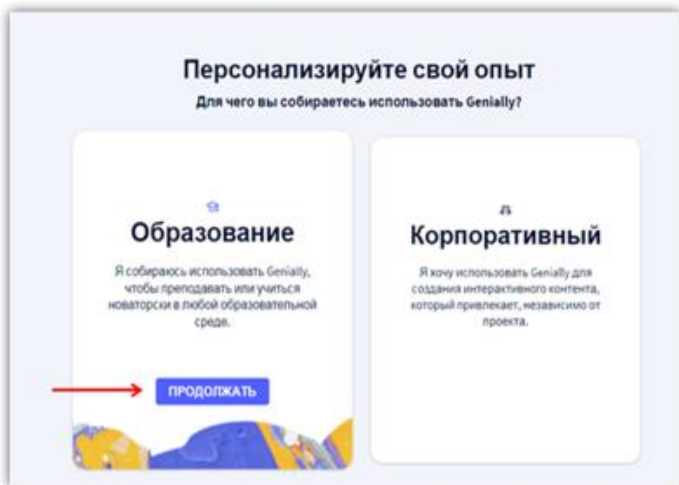 Персонализируйте свой опыт
Для чего вы собираетесь использовать Genially?
Образование
Я собираюсь использовать Genially,
чтобы преподавать или учиться
новаторски в любой образовательной
среде.
ПРОДОЛЖАТЬ
Корпоративный
Я хочу использовать Genially для
создания интерактивного контента,
который привлекает, независимо от
проекта.